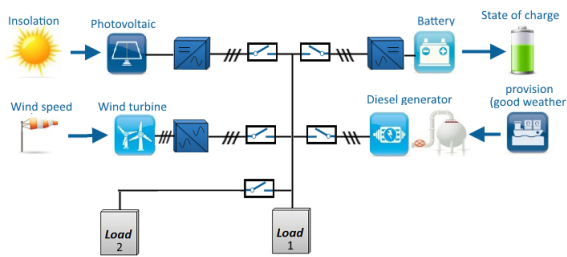 Insolation
Photovoltaic
Battery
State of charge
Wind speed
Wind turbine
Diesel generator
provision
(good weather
Load
2
Load
1